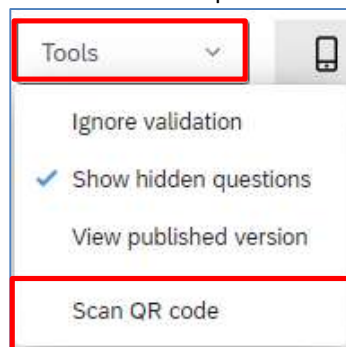 Tools
Ignore validation
Show hidden questions
View published version
Scan QR code